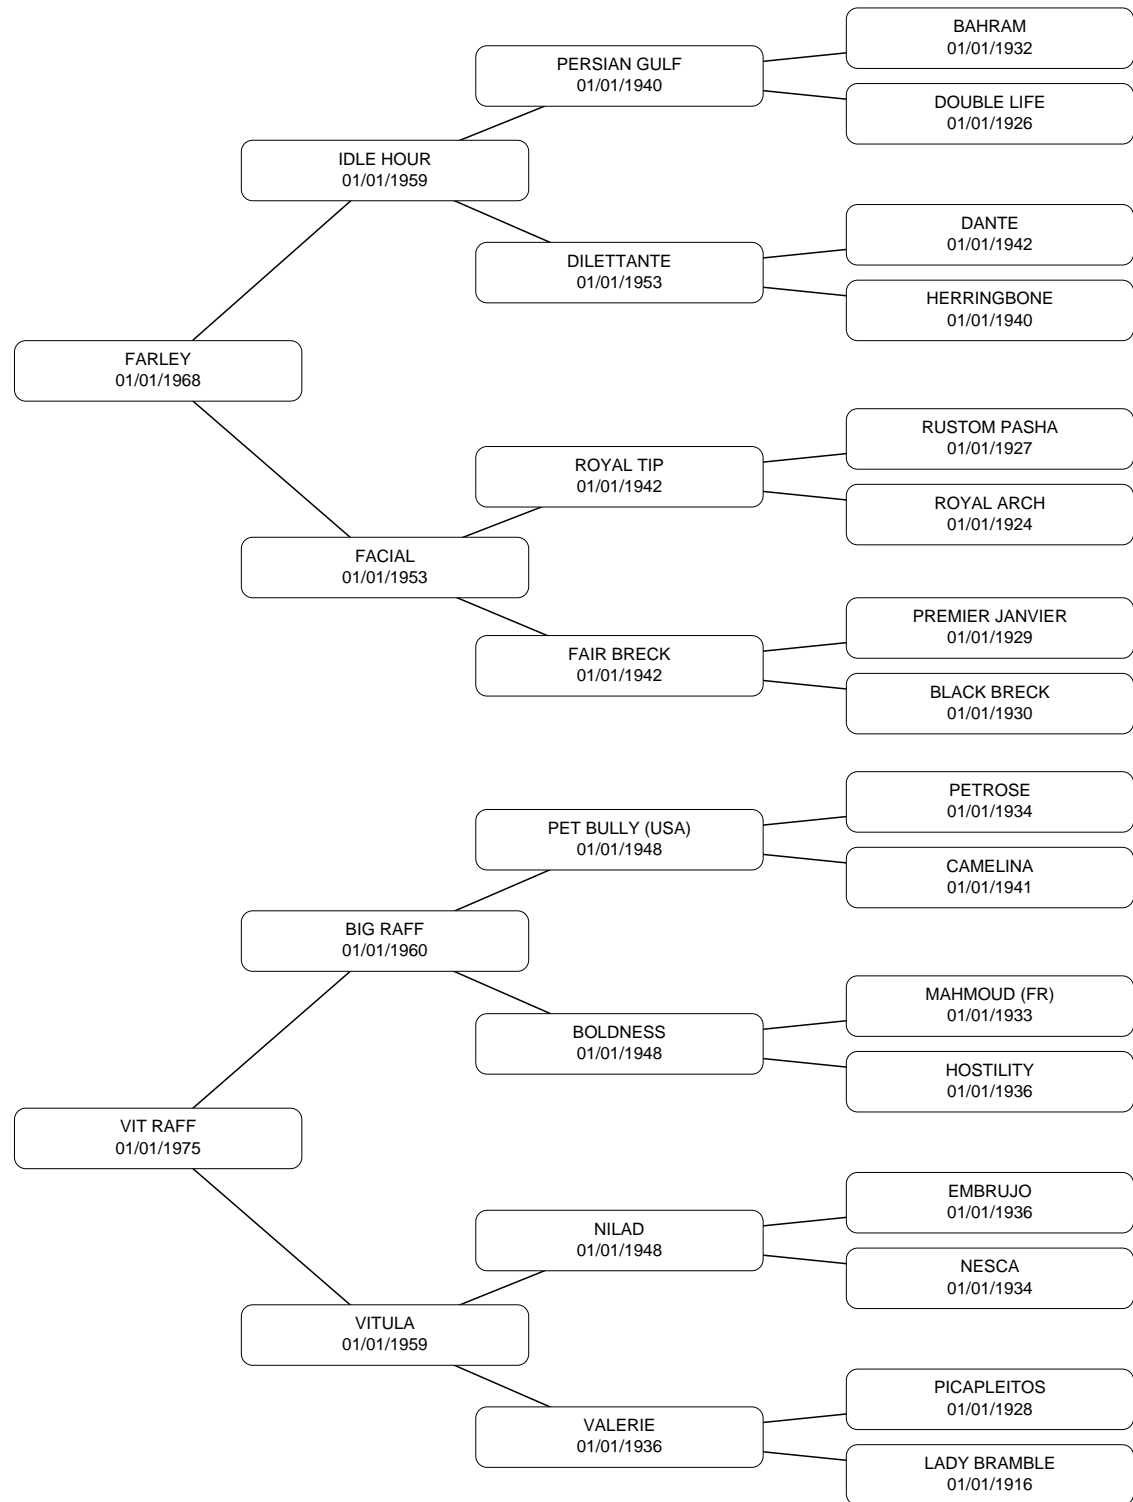 BAHRAM
01/01/1932
PERSIAN GULF
01/01/1940
DOUBLE LIFE
01/01/1926
IDLE HOUR
01/01/1959
DANTE
01/01/1942
DILETTANTE
01/01/1953
HERRINGBONE
01/01/1940
FARLEY
01/01/1968
RUSTOM PASHA
01/01/1927
ROYAL TIP
01/01/1942
ROYAL ARCH
01/01/1924
FACIAL
01/01/1953
PREMIER JANVIER
01/01/1929
FAIR BRECK
01/01/1942
BLACK BRECK
01/01/1930
PETROSE
01/01/1934
PET BULLY (USA)
01/01/1948
CAMELINA
01/01/1941
BIG RAFF
01/01/1960
MAHMOUD (FR)
01/01/1933
BOLDNESS
01/01/1948
HOSTILITY
01/01/1936
VIT RAFF
01/01/1975
EMBRUJO
01/01/1936
NILAD
01/01/1948
NESCA
01/01/1934
VITULA
01/01/1959
PICAPLEITOS
01/01/1928
VALERIE
01/01/1936
LADY BRAMBLE
01/01/1916